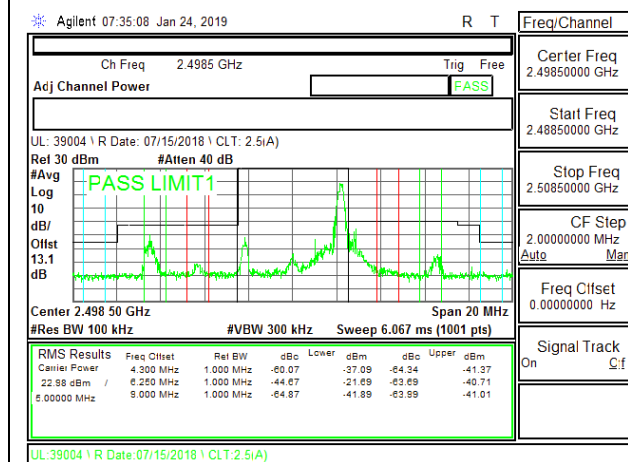 Agilent 07:35:08 Jan 24, 2019 R T Freq/Channel
Ch Freq 2.4985 GHz Trig Free
Adj Channel Power PASS
UL: 39004 \ R Date: 07/15/2018 \ CLT: 2.5(A)
Ref 30 dBm #Atten 40 dB
#Avg
Log
10
dB/
Offst
13.1
dB
PASS LIMIT1
Center 2.498 50 GHz Span 20 MHz
#Res BW 100 kHz #VBW 300 kHz Sweep 6.067 ms (1001 pts)
RMS Results Freq Offset Ref BW dBc Lower dBm dBc Upper dBm
Carrier Power 4.300 MHz 1.000 MHz -60.07 -37.09 -64.34 -41.37
22.98 dBm / 6.250 MHz 1.000 MHz -44.67 -21.69 -63.69 -40.71
5.00000 MHz 9.000 MHz 1.000 MHz -64.87 -41.89 -63.99 -41.01
UL:39004 \ R Date:07/15/2018 \ CLT:2.5(A)
Center Freq
2.49850000 GHz
Start Freq
2.48850000 GHz
Stop Freq
2.50850000 GHz
CF Step
2.00000000 MHz
Auto Man
Freq Offset
0.00000000 Hz
Signal Track
On